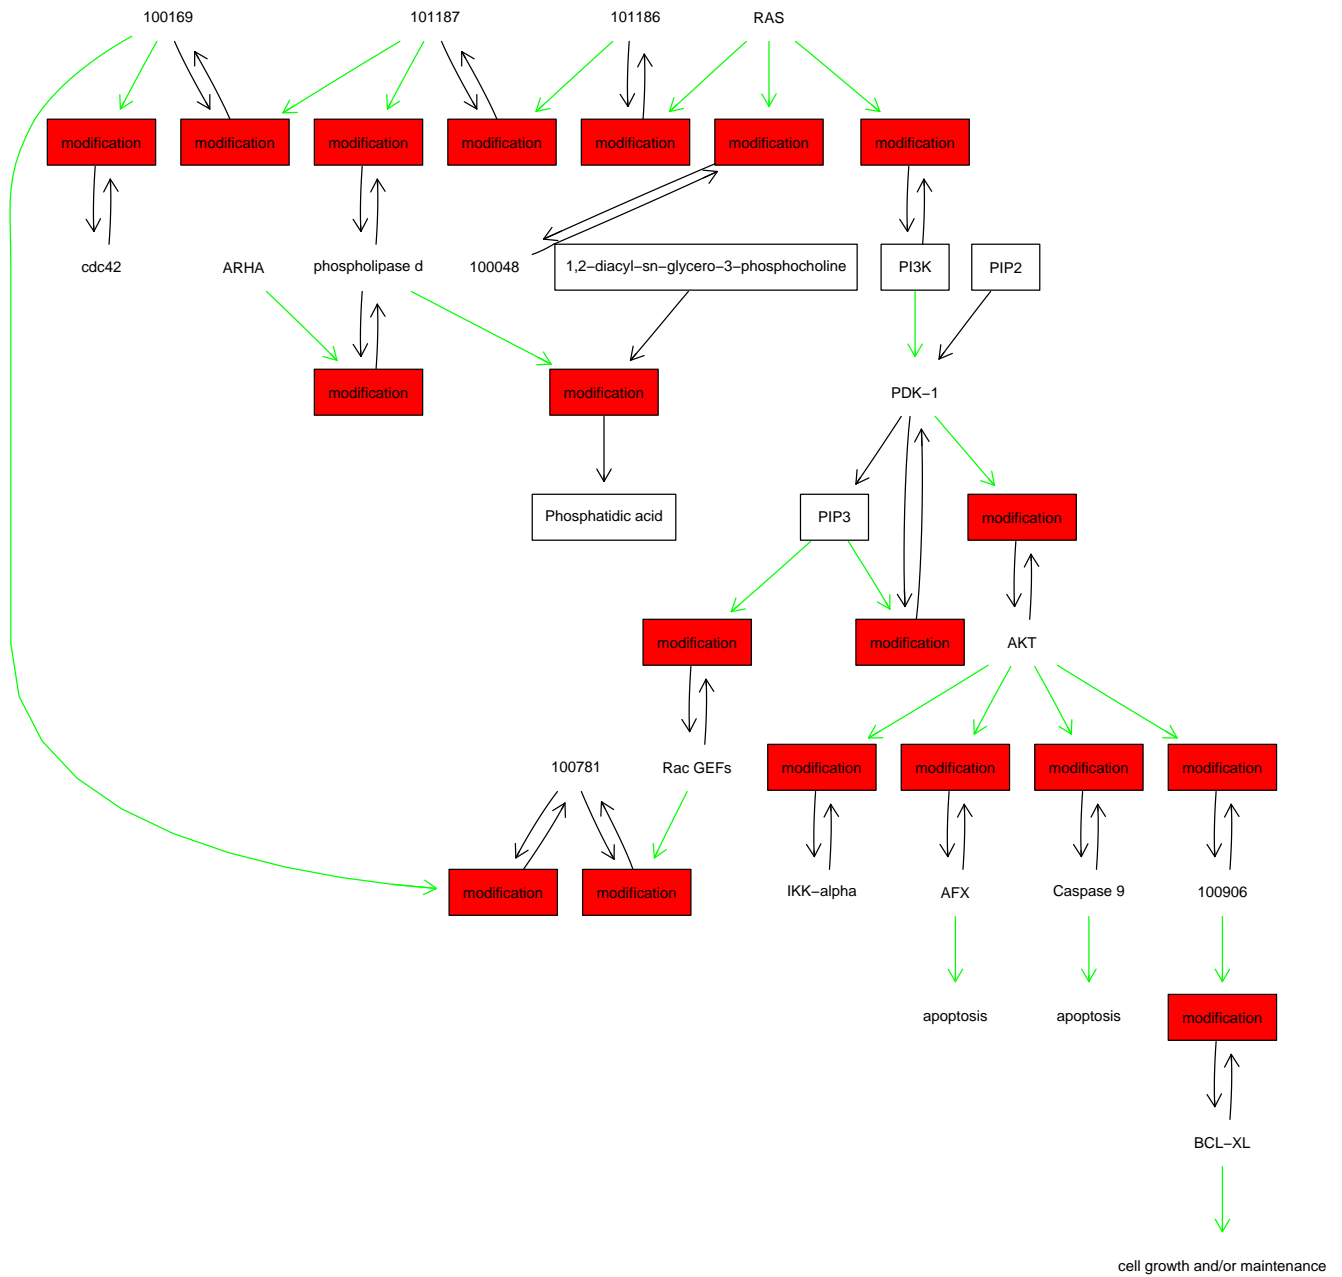 100169
101187
101186
RAS
modification
modification
modification
modification
modification
modification
modification
cdc42
ARHA
phospholipase d
100048
1,2−diacyl−sn−glycero−3−phosphocholine
PI3K
PIP2
modification
modification
PDK−1
Phosphatidic acid
PIP3
modification
modification
modification
AKT
100781
Rac GEFs
modification
modification
modification
modification
modification
modification
IKK−alpha
AFX
Caspase 9
100906
apoptosis
apoptosis
modification
BCL−XL
cell growth and/or maintenance